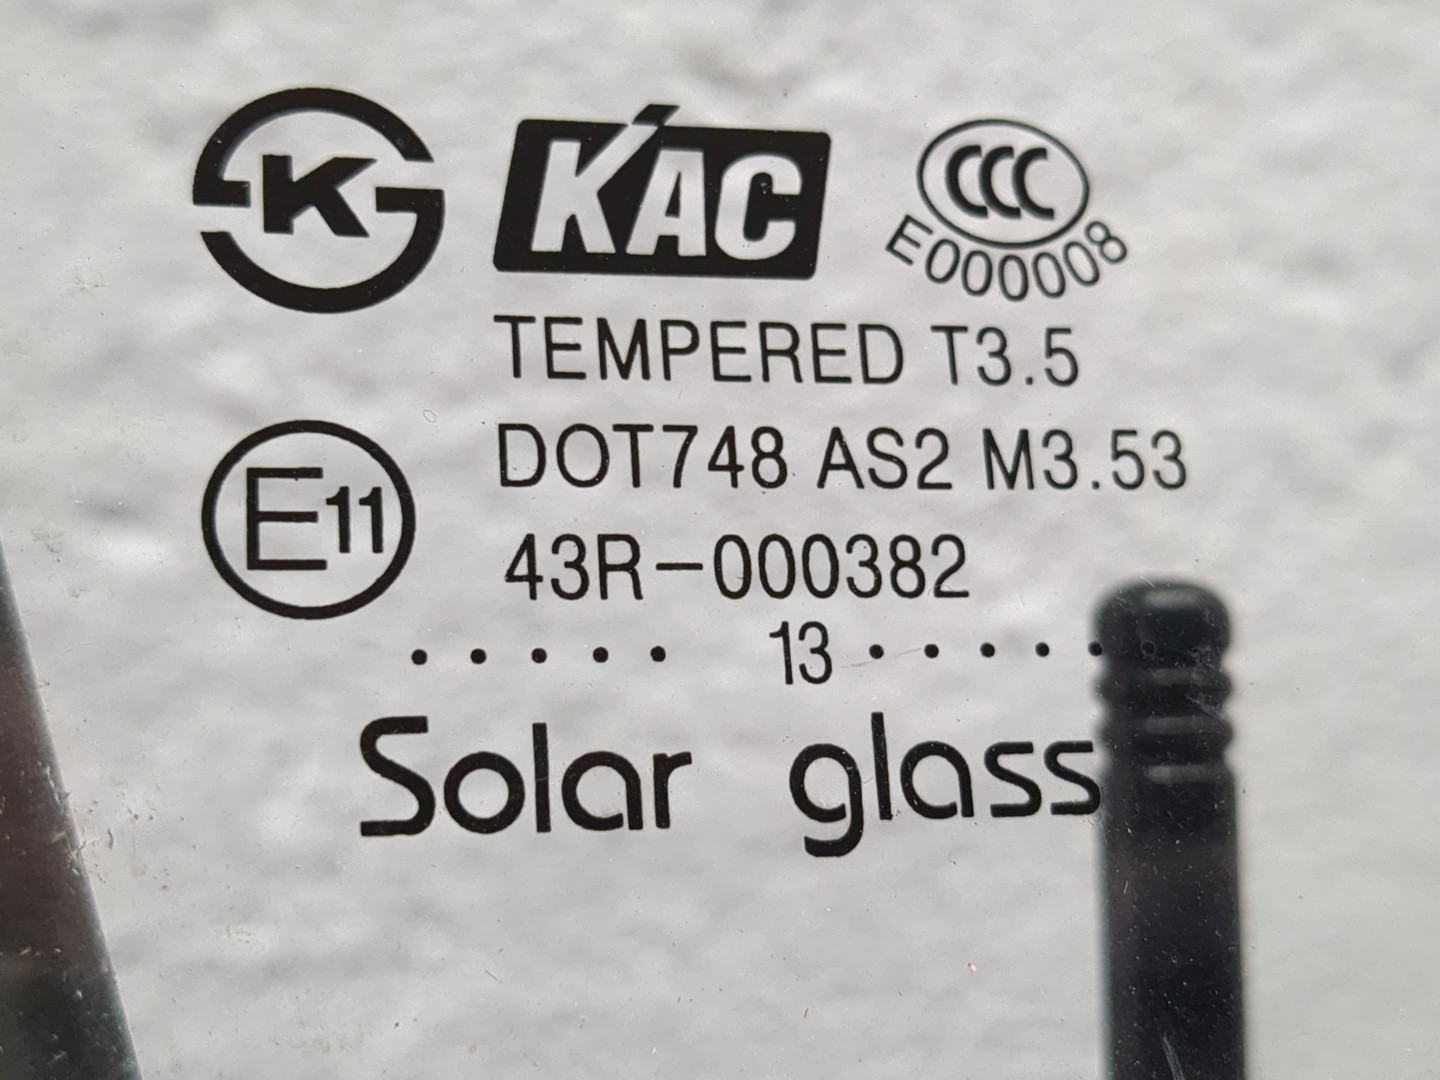 K
KAC
CCC
E000008
TEMPERED T3.5
E11
DOT748 AS2 M3.53
43R-000382
..... 13 .....
Solar glass